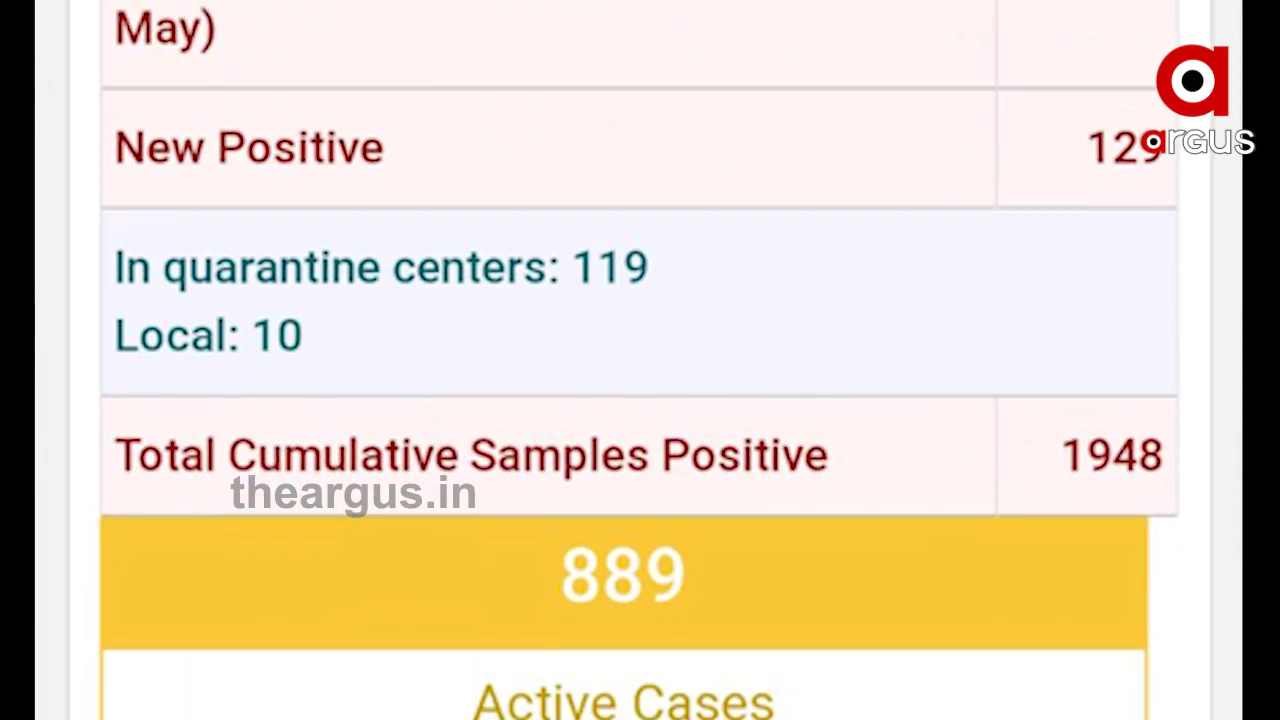 May)
New Positive 129
argus
In quarantine centers: 119
Local: 10
Total Cumulative Samples Positive 1948
theargus.in
889
Active Cases